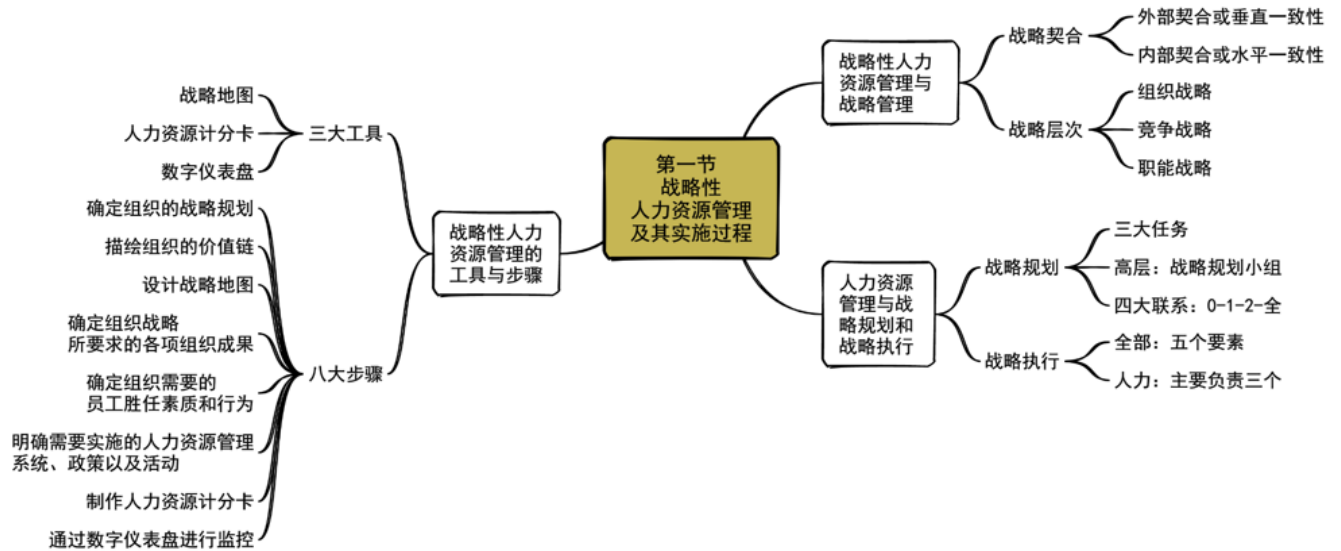 第一节
战略性
人力资源管理
及其实施过程
战略性人力
资源管理与
战略管理
战略契合
外部契合或垂直一致性
内部契合或水平一致性
战略层次
组织战略
竞争战略
职能战略
人力资源
管理与战
略规划和
战略执行
战略规划
三大任务
高层：战略规划小组
四大联系：0-1-2-全
战略执行
全部：五个要素
人力：主要负责三个
战略性人力
资源管理的
工具与步骤
三大工具
战略地图
人力资源计分卡
数字仪表盘
八大步骤
确定组织的战略规划
描绘组织的价值链
设计战略地图
确定组织战略
所要求的各项组织成果
确定组织需要的
员工胜任素质和行为
明确需要实施的人力资源管理
系统、政策以及活动
制作人力资源计分卡
通过数字仪表盘进行监控